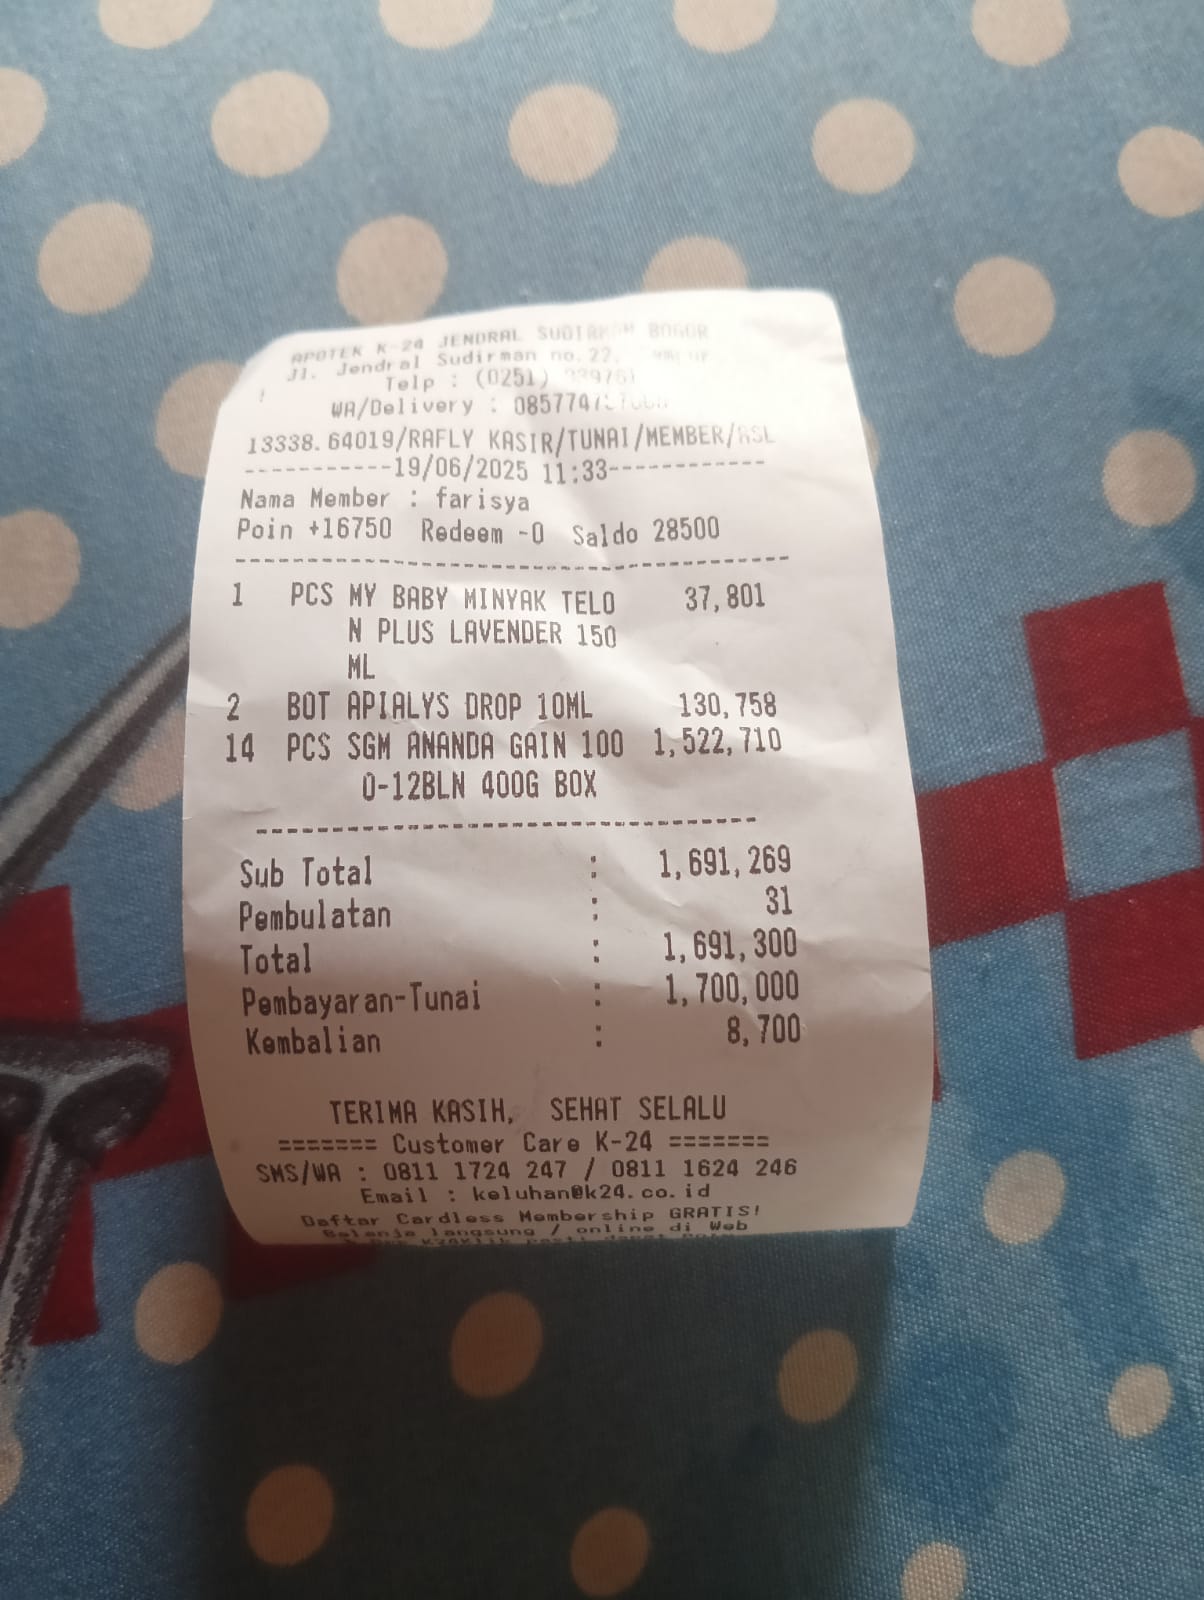 APOTEK K-24 JENDRAL SUDIRMAN BOGOR
Jl. Jendral Sudirman no.22,
Telp : (0251)
WA/Delivery :
13338.64019/RAFLY KASIR/TUNAI/MEMBER/RSL
-----------19/06/2025 11:33------------
Nama Member : farisya
Poin +16750 Redeem -0 Saldo 28500
---------------------------------------
1 PCS MY BABY MINYAK TELO 37,801
N PLUS LAVENDER 150
ML
2 BOT APIALYS DROP 10ML 130,758
14 PCS SGM ANANDA GAIN 100 1,522,710
0-12BLN 400G BOX
-----------------------------------
Sub Total : 1,691,269
Pembulatan : 31
Total : 1,691,300
Pembayaran-Tunai : 1,700,000
Kembalian : 8,700
TERIMA KASIH, SEHAT SELALU
======= Customer Care K-24 =======
SMS/WA : 0811 1724 247 / 0811 1624 246
Email : keluhan@k24.co.id
Daftar Cardless Membership GRATIS!
Belanja langsung / online di Web